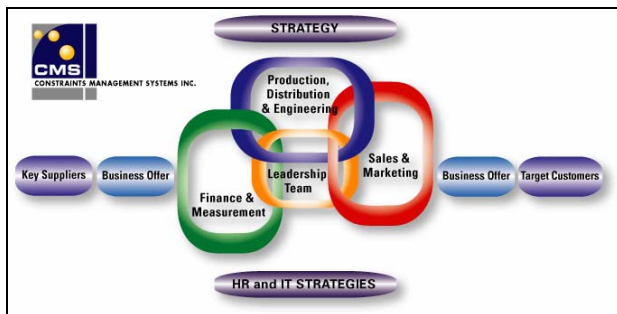 STRATEGY
CMS
CONSTRAINTS MANAGEMENT SYSTEMS INC.
Production,
Distribution
& Engineering
Key Suppliers
Business Offer
Finance &
Measurement
Leadership
Team
Sales &
Marketing
Business Offer
Target Customers
HR and IT STRATEGIES